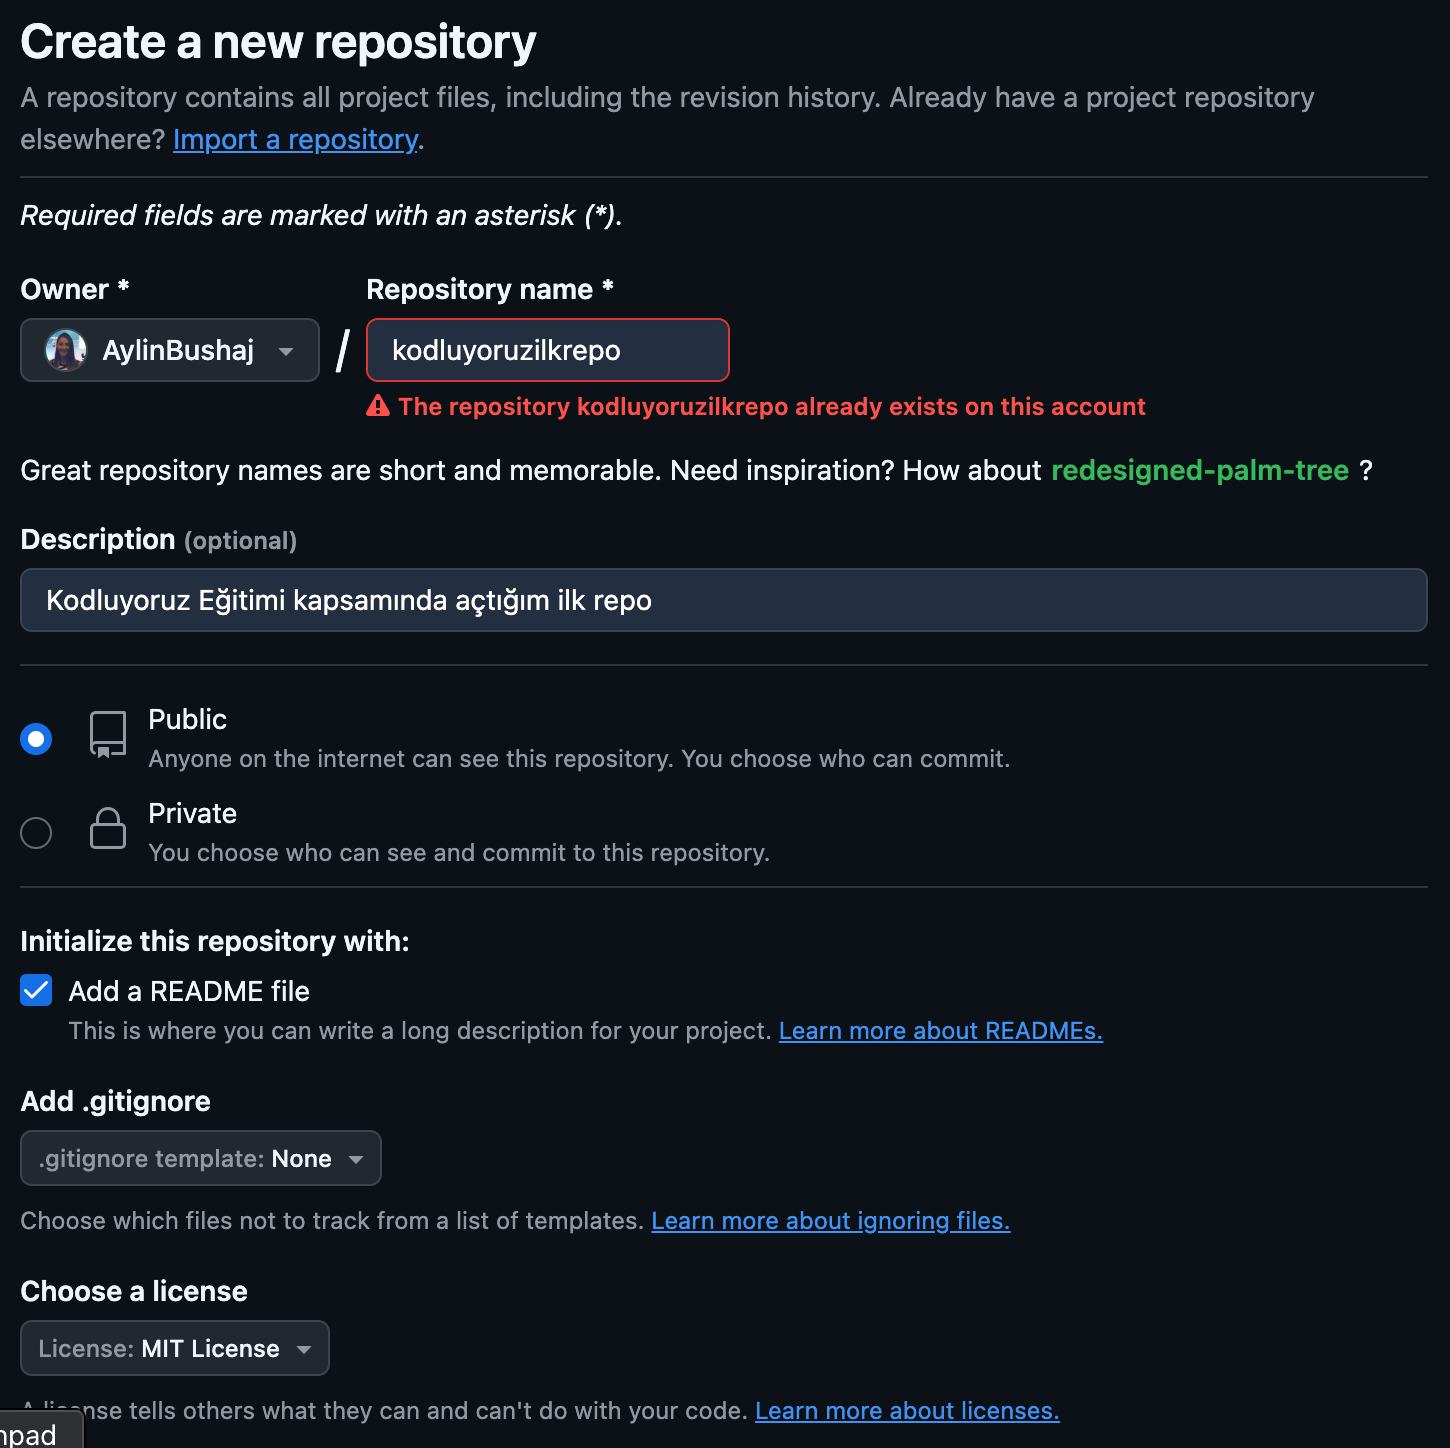 Create a new repository
A repository contains all project files, including the revision history. Already have a project repository
elsewhere? Import a repository.
Required fields are marked with an asterisk (*).
Owner *
Repository name *
AylinBushaj
/
kodluyoruzilkrepo
The repository kodluyoruzilkrepo already exists on this account
Great repository names are short and memorable. Need inspiration? How about redesigned-palm-tree ?
Description (optional)
Kodluyoruz Eğitimi kapsamında açtığım ilk repo
Public
Anyone on the internet can see this repository. You choose who can commit.
Private
You choose who can see and commit to this repository.
Initialize this repository with:
Add a README file
This is where you can write a long description for your project. Learn more about READMEs.
Add .gitignore
.gitignore template: None
Choose which files not to track from a list of templates. Learn more about ignoring files.
Choose a license
License: MIT License
A license tells others what they can and can't do with your code. Learn more about licenses.